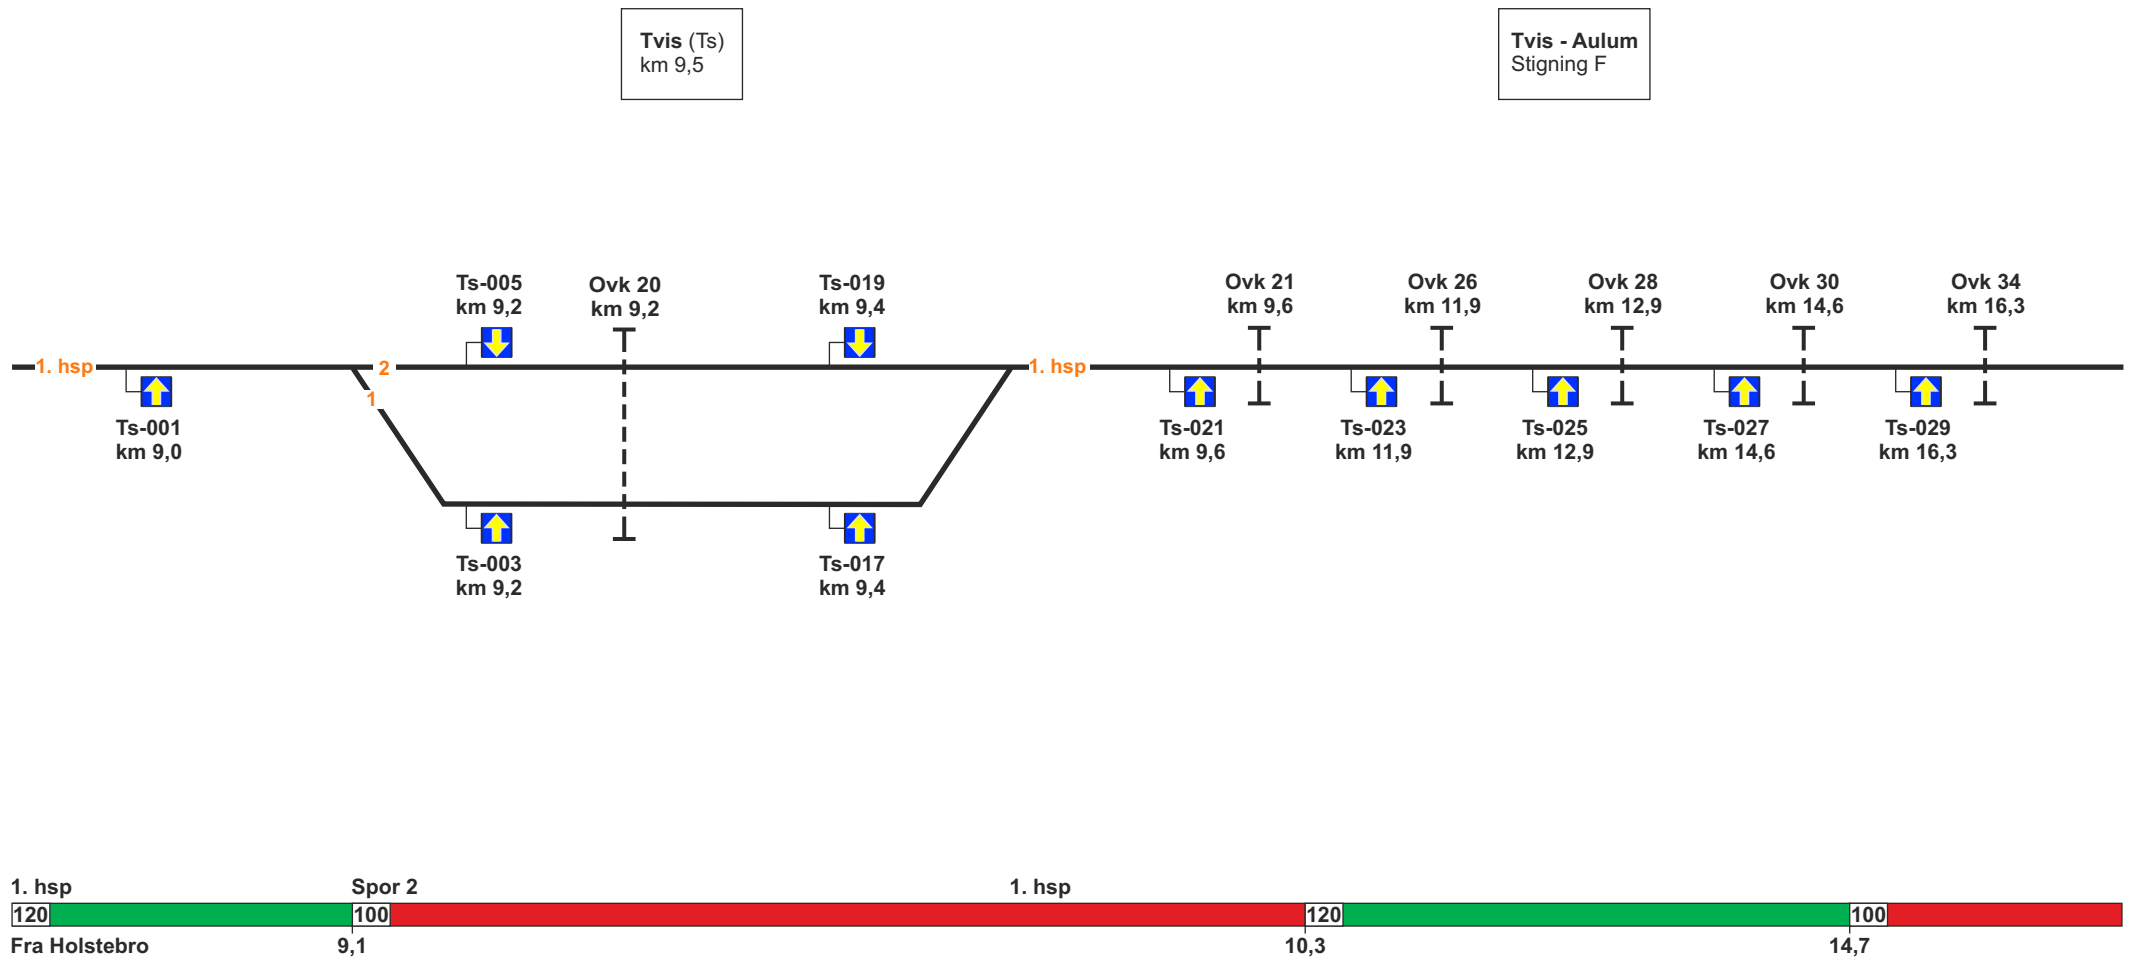 Tvis (Ts)
km 9,5
Tvis - Aulum
Stigning F
Ts-005
km 9,2
Ovk 20
km 9,2
Ts-019
km 9,4
Ovk 21
km 9,6
Ovk 26
km 11,9
Ovk 28
km 12,9
Ovk 30
km 14,6
Ovk 34
km 16,3
1. hsp
2
1
1. hsp
Ts-001
km 9,0
Ts-021
km 9,6
Ts-023
km 11,9
Ts-025
km 12,9
Ts-027
km 14,6
Ts-029
km 16,3
Ts-003
km 9,2
Ts-017
km 9,4
1. hsp
Spor 2
1. hsp
120
100
120
100
Fra Holstebro
9,1
10,3
14,7